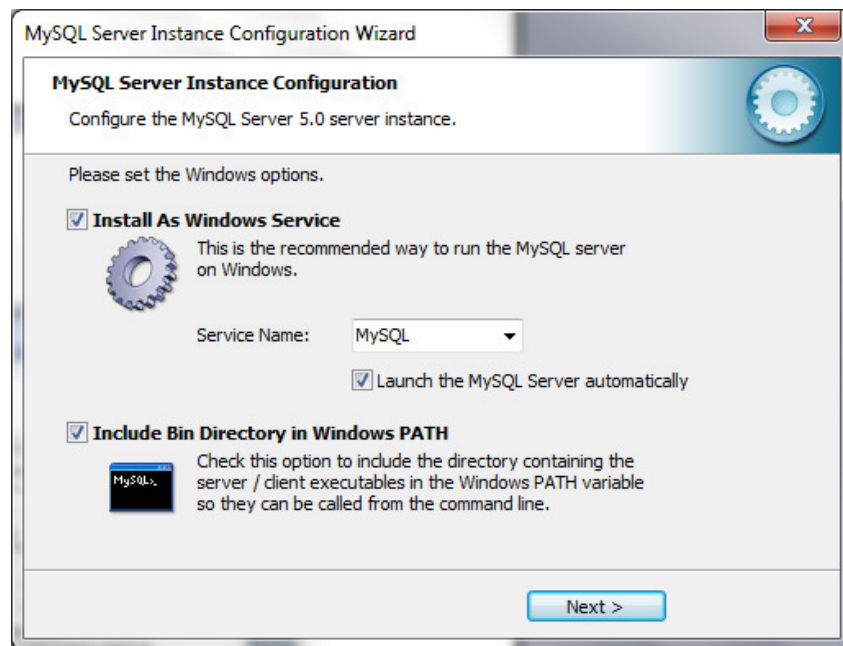 MySQL Server Instance Configuration Wizard
MySQL Server Instance Configuration
Configure the MySQL Server 5.0 server instance.
Please set the Windows options.
Install As Windows Service
This is the recommended way to run the MySQL server
on Windows.
Service Name: MySQL
Launch the MySQL Server automatically
Include Bin Directory in Windows PATH
MySQL>_
Check this option to include the directory containing the
server / client executables in the Windows PATH variable
so they can be called from the command line.
Next >